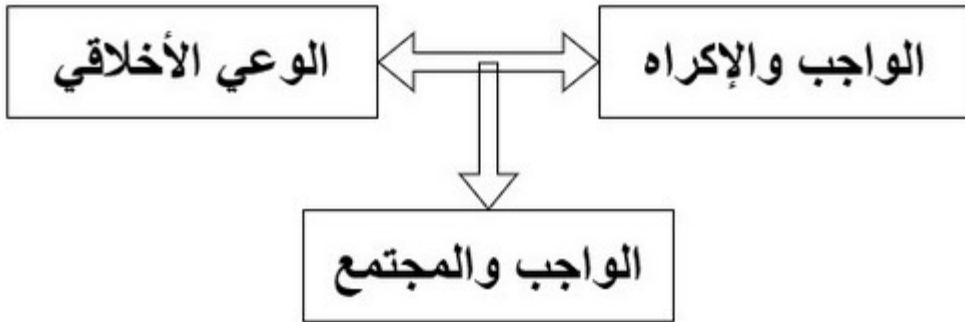 الواجب والإكراه
الوعي الأخلاقي
الواجب والمجتمع